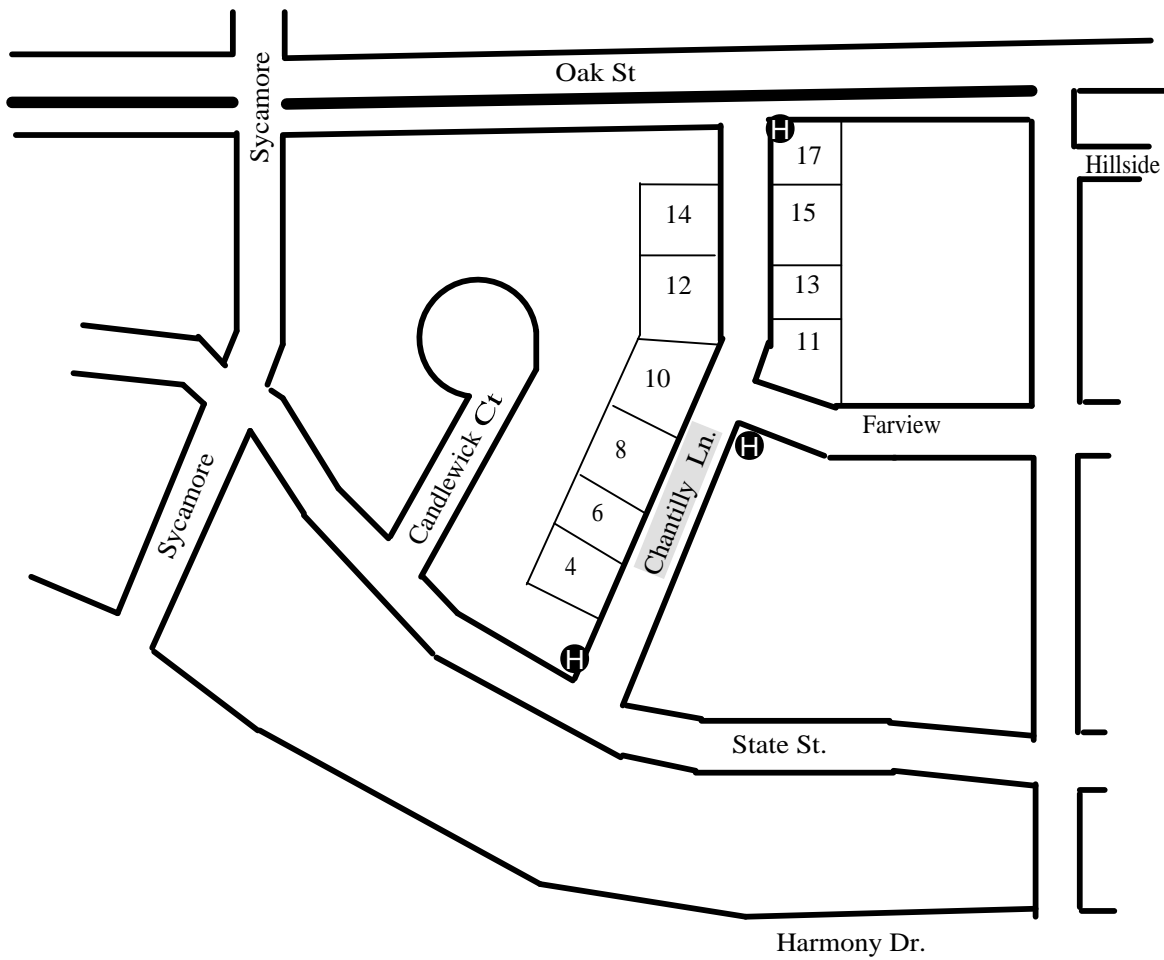 Oak St
Sycamore
H
17
Hillside
14
15
12
13
11
10
Candlewick Ct
Farview
8
H
Chantilly Ln.
Sycamore
6
4
H
State St.
Harmony Dr.